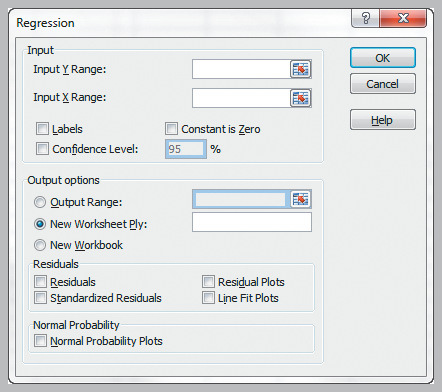 Regression
?
Input
Input Y Range:
Input X Range:
Labels
Constant is Zero
Confidence Level: 95 %
OK
Cancel
Help
Output options
Output Range:
New Worksheet Ply:
New Workbook
Residuals
Residuals
Residual Plots
Standardized Residuals
Line Fit Plots
Normal Probability
Normal Probability Plots